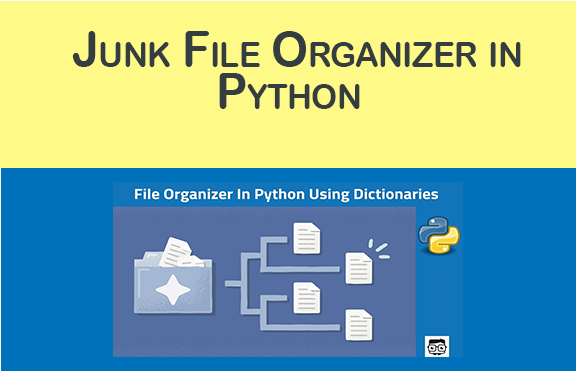 Junk File Organizer in
Python
File Organizer In Python Using Dictionaries